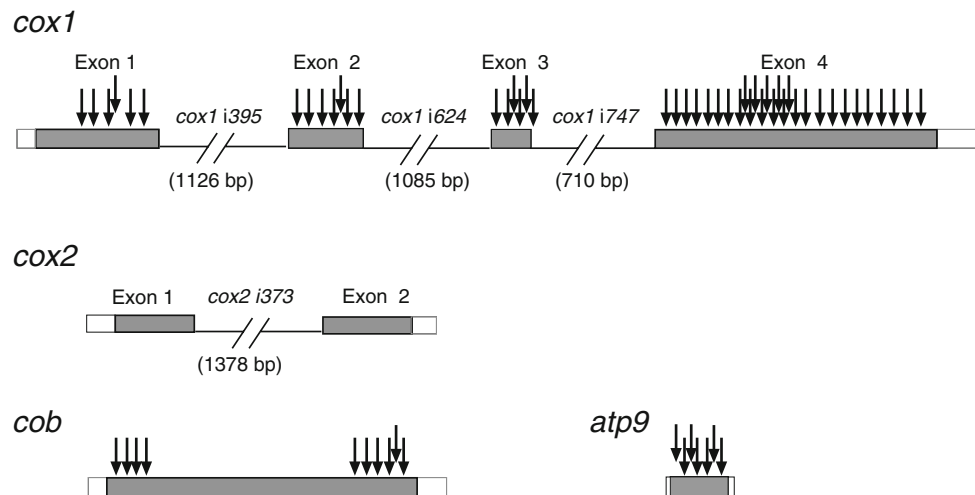 cox1
Exon 1 Exon 2 Exon 3 Exon 4
cox1 i395 cox1 i624 cox1 i747
(1126 bp) (1085 bp) (710 bp)
cox2
Exon 1 cox2 i373 Exon 2
(1378 bp)
cob atp9